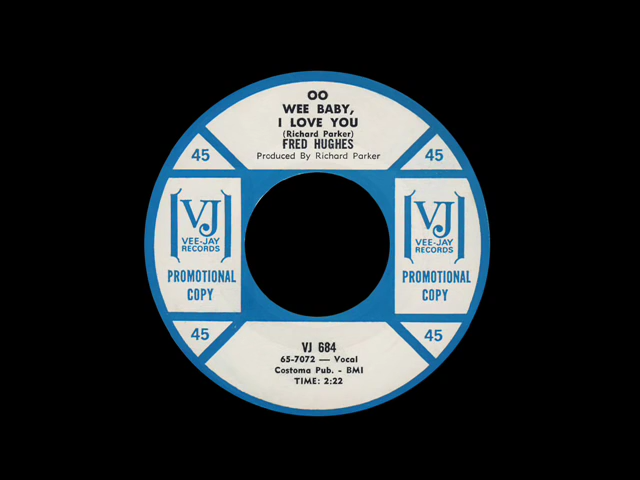 OO
WEE BABY,
I LOVE YOU
(Richard Parker)
FRED HUGHES
Produced By Richard Parker
45
45
VJ
VEE-JAY
RECORDS
PROMOTIONAL
COPY
VJ
VEE-JAY
RECORDS
PROMOTIONAL
COPY
45
45
VJ 684
65-7072 — Vocal
Costoma Pub. - BMI
TIME: 2:22